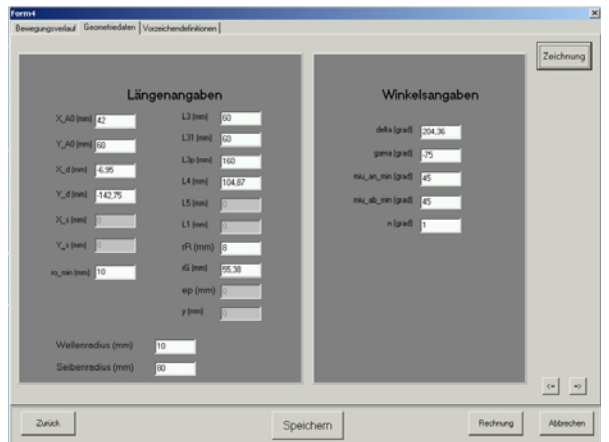 Form4
Bewegungsverlauf Geometriedaten Vorzeichendefinitionen
Zeichnung
Längenangaben
X_A0 (mm) 42
Y_A0 (mm) 60
X_d (mm) -6,95
Y_d (mm) -142,75
X_s (mm) 0
Y_s (mm) 0
ro_min (mm) 10
L3 (mm) 60
L31 (mm) 60
L3p (mm) 160
L4 (mm) 104,87
L5 (mm) 0
L1 (mm) 0
rR (mm) 8
rG (mm) 55,38
ep (mm) 0
y (mm) 0
Wellenradius (mm) 10
Seibenradius (mm) 80
Winkelsangaben
delta (grad) 204,36
gama (grad) -75
miu_an_min (grad) 45
miu_ab_min (grad) 45
n (grad) 1
<= =>
Zurück Speichern Rechnung Abbrechen